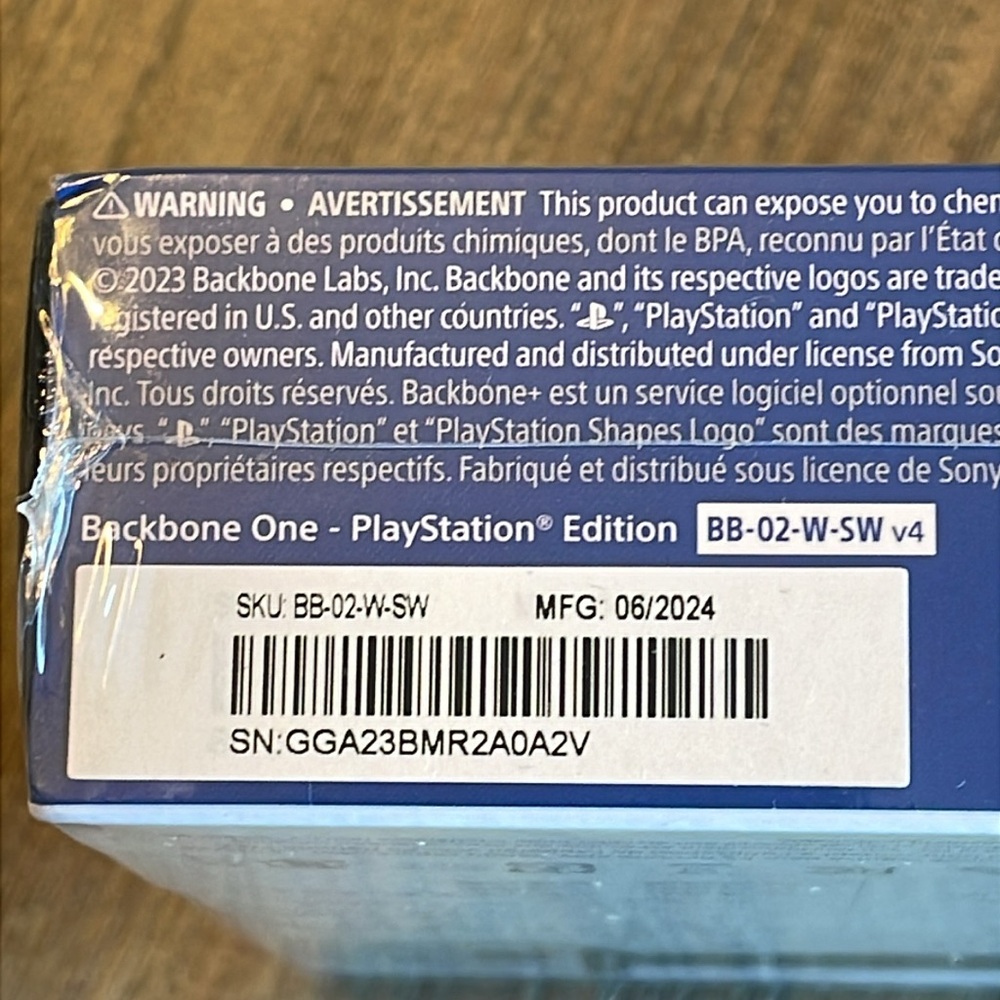 ⚠ WARNING • AVERTISSEMENT This product can expose you to chem
vous exposer à des produits chimiques, dont le BPA, reconnu par l'État
© 2023 Backbone Labs, Inc. Backbone and its respective logos are trade
registered in U.S. and other countries. “ ”, “PlayStation” and “PlayStatio
respective owners. Manufactured and distributed under license from So
Inc. Tous droits réservés. Backbone+ est un service logiciel optionnel sou
pays “ ”, “PlayStation” et “PlayStation Shapes Logo” sont des marques
leurs propriétaires respectifs. Fabriqué et distribué sous licence de Sony
Backbone One - PlayStation® Edition BB-02-W-SW v4
SKU: BB-02-W-SW MFG: 06/2024
SN:GGA23BMR2A0A2V